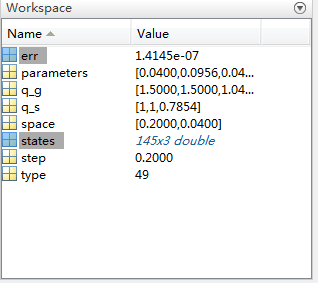 Workspace
Name Value
err 1.4145e-07
parameters [0.0400,0.0956,0.04...
q_g [1.5000,1.5000,1.04...
q_s [1,1,0.7854]
space [0.2000,0.0400]
states 145x3 double
step 0.2000
type 49